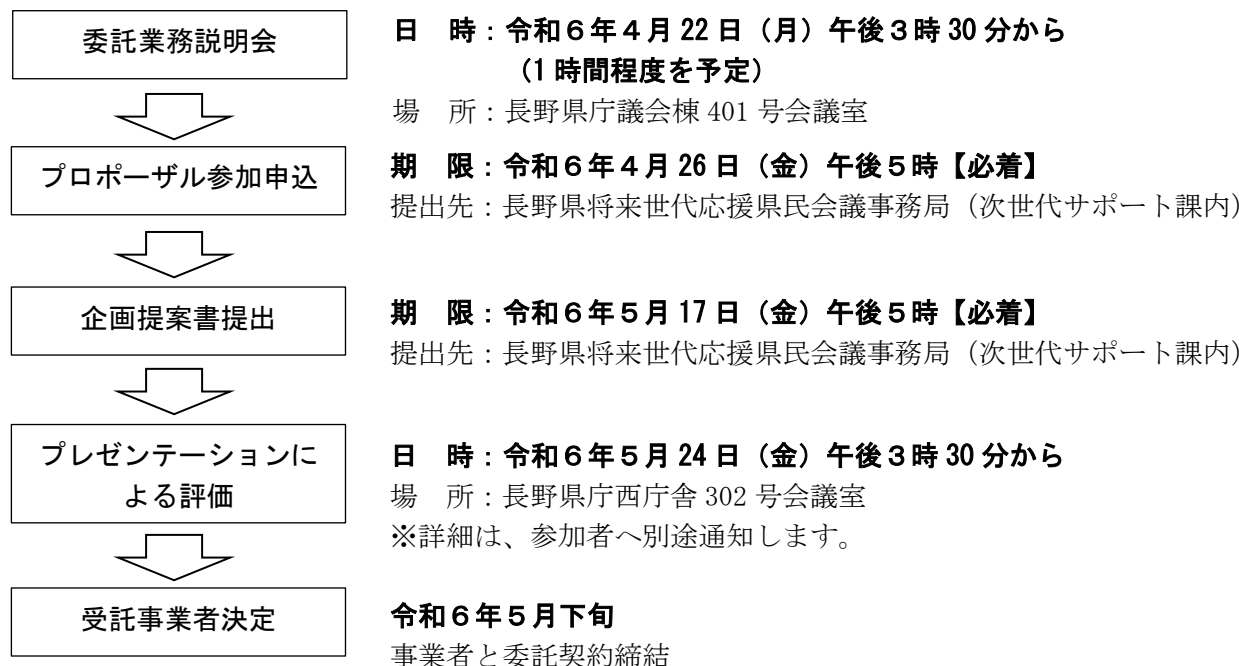 委託業務説明会
日　時：令和６年４月 22 日（月）午後３時 30 分から
（1 時間程度を予定）
場　所：長野県庁議会棟 401 号会議室
プロポーザル参加申込
期　限：令和６年４月 26 日（金）午後５時【必着】
提出先：長野県将来世代応援県民会議事務局（次世代サポート課内）
企画提案書提出
期　限：令和６年５月 17 日（金）午後５時【必着】
提出先：長野県将来世代応援県民会議事務局（次世代サポート課内）
プレゼンテーションに
よる評価
日　時：令和６年５月 24 日（金）午後３時 30 分から
場　所：長野県庁西庁舎 302 号会議室
※詳細は、参加者へ別途通知します。
受託事業者決定
令和６年５月下旬
事業者と委託契約締結